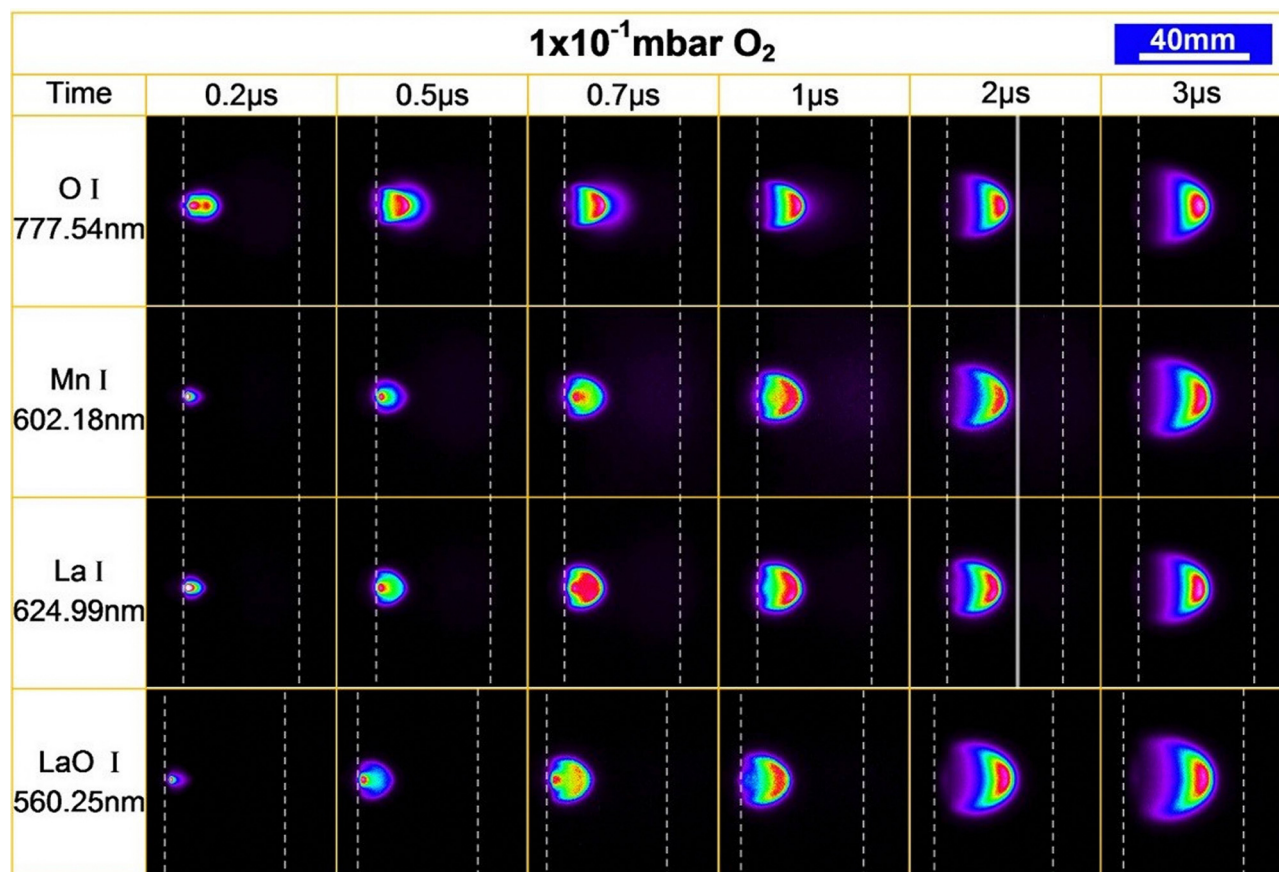 1x10⁻¹mbar O₂
40mm
Time 0.2µs 0.5µs 0.7µs 1µs 2µs 3µs
O I
777.54nm
Mn I
602.18nm
La I
624.99nm
LaO I
560.25nm